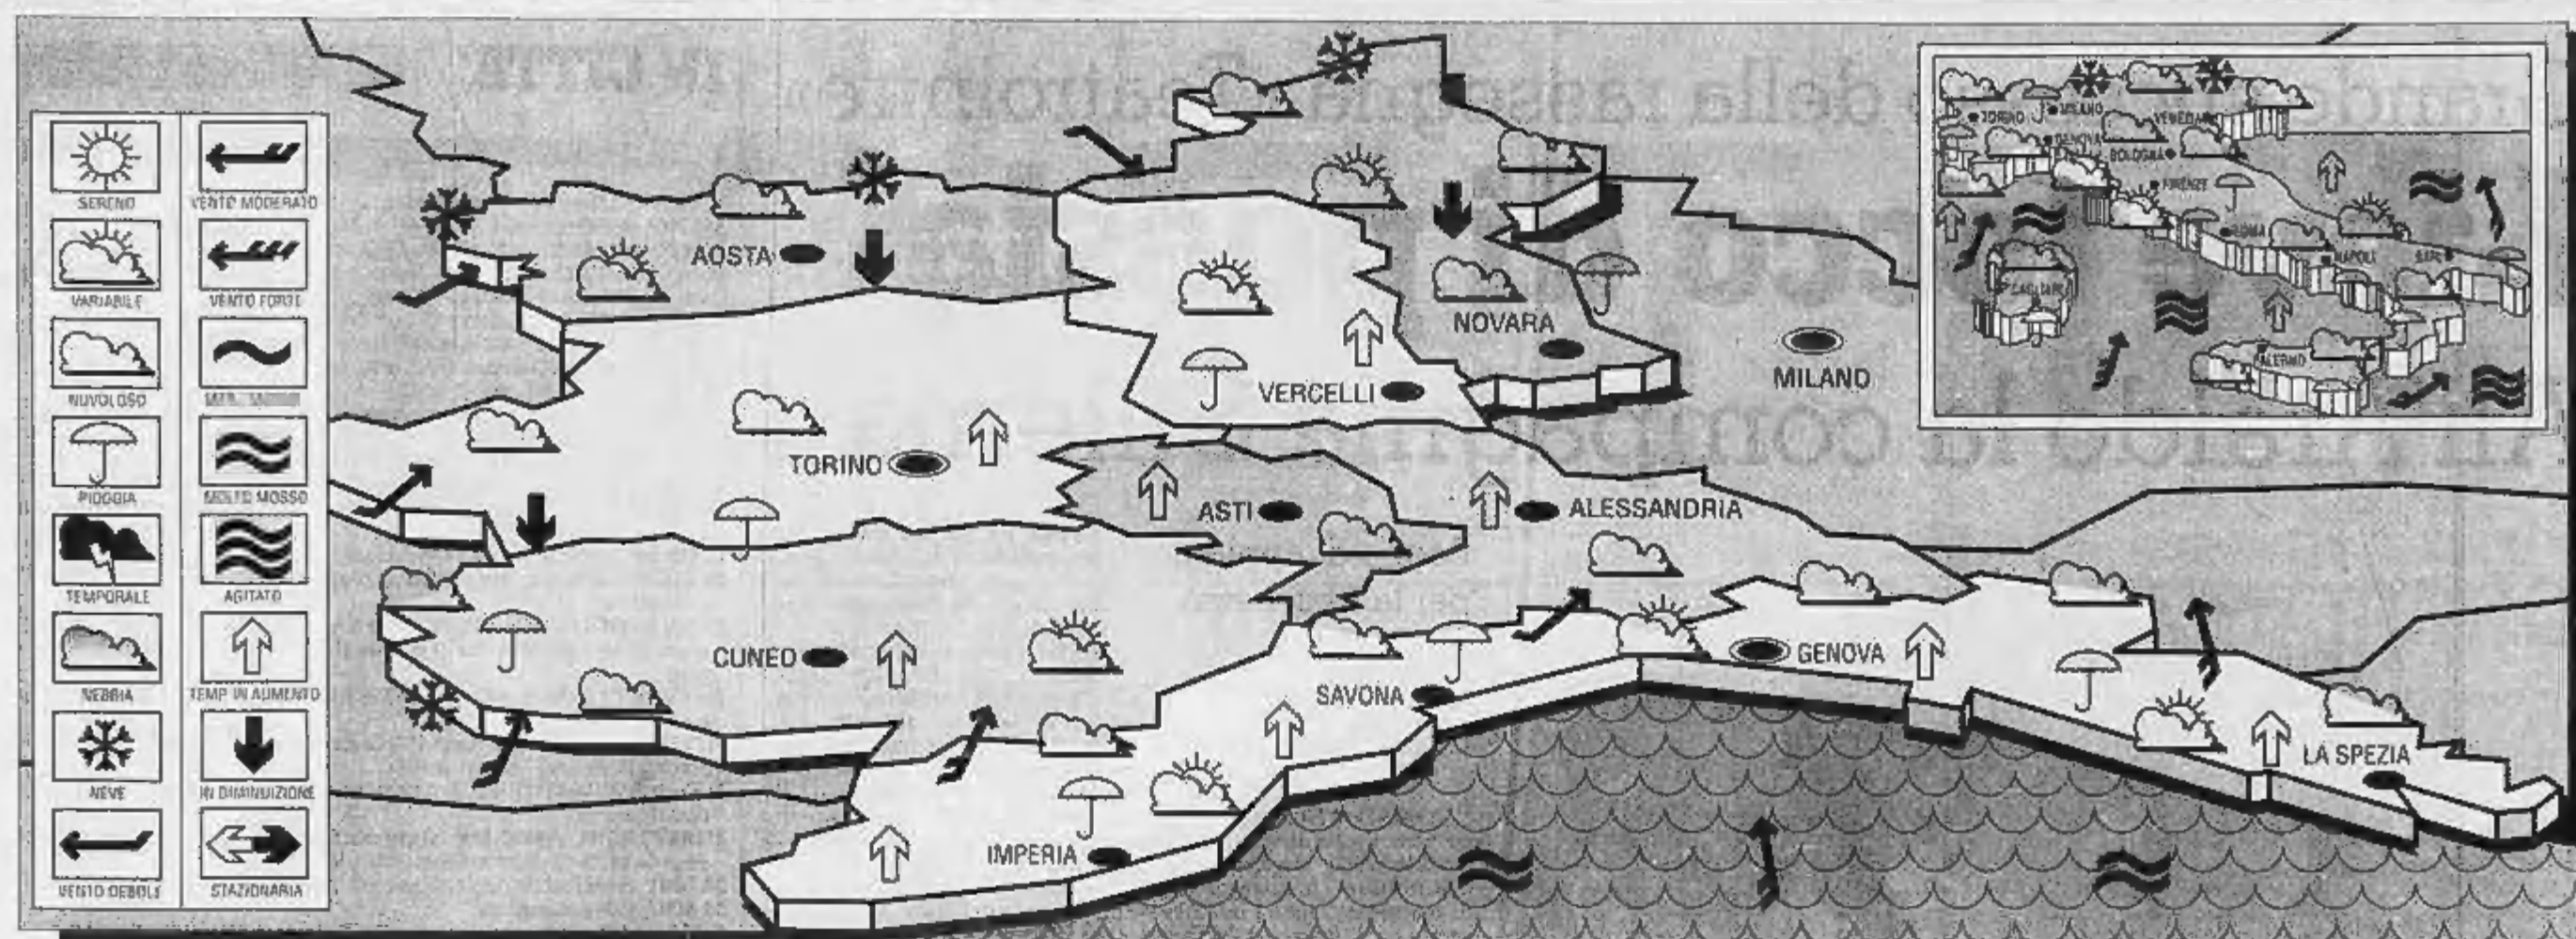 SERENO
VENTO MODERATO
VARIABILE
VENTO FORTE
NUVOLOSO
PIOGGIA
MOLTO MOSSO
TEMPORALE
AGITATO
NEBBIA
TEMP IN AUMENTO
NEVE
IN DIMINUIZIONE
VENTO DEBOLE
STAZIONARIA
AOSTA
NOVARA
VERCELLI
MILANO
TORINO
ASTI
ALESSANDRIA
CUNEO
GENOVA
SAVONA
LA SPEZIA
IMPERIA
TORINO
MILANO
VENEZIA
GENOVA
BOLOGNA
FIRENZE
ROMA
NAPOLI
BARI
CAGLIARI
PALERMO